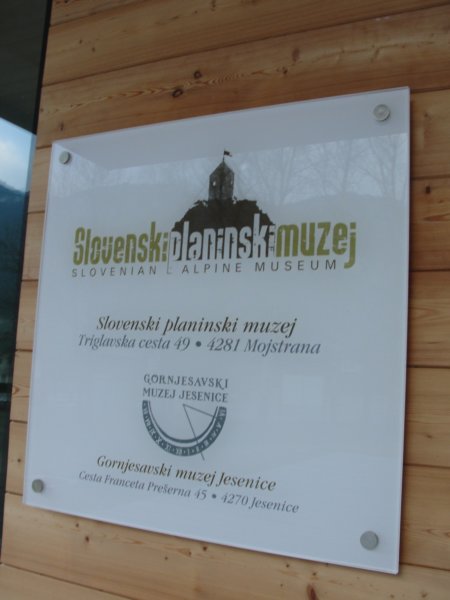 Slovenskiplaninskimuzej
SLOVENIAN ALPINE MUSEUM
Slovenski planinski muzej
Triglavska cesta 49 • 4281 Mojstrana
GORNJESAVSKI
MUZEJ JESENICE
Gornjesavski muzej Jesenice
Cesta Franceta Prešerna 45 • 4270 Jesenice